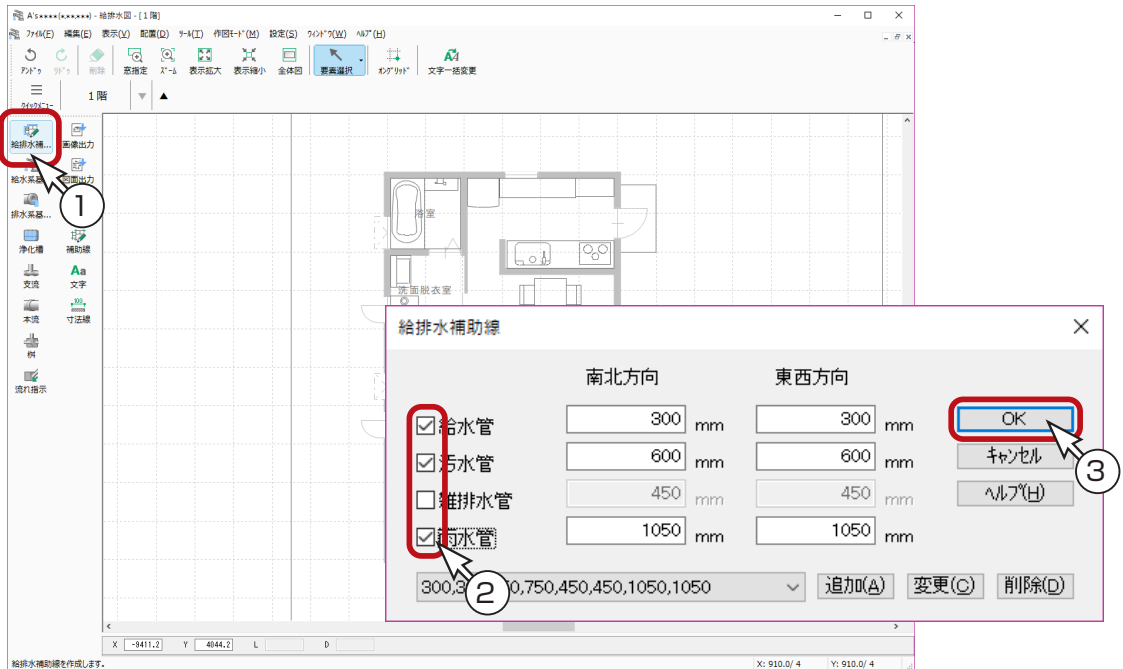 A's****(*,**,***) - 給排水図 - [1 階]
ﾌｧｲﾙ(F) 編集(E) 表示(V) 配置(D) ﾂｰﾙ(T) 作図ﾓｰﾄﾞ(M) 設定(S) ｳｨﾝﾄﾞｳ(W) ﾍﾙﾌﾟ(H)
ｱﾝﾄﾞｩ ﾘﾄﾞｩ 削除 窓指定 ｽﾞｰﾑ 表示拡大 表示縮小 全体図 要素選択 ｵﾝｸﾞﾘｯﾄﾞ 文字一括変更
ｸｲｯｸﾒﾆｭｰ 1階
給排水補... 画像出力
給水系基... 図面出力
1
排水系基...
浄化槽 補助線
支流 文字
本流 寸法線
桝
流れ指示
浴室
洗面脱衣室
給排水補助線
南北方向 東西方向
給水管 300 mm 300 mm OK
汚水管 600 mm 600 mm キャンセル
3
雑排水管 450 mm 450 mm ヘルプ(H)
雨水管 1050 mm 1050 mm
2
0,750,450,450,1050,1050 追加(A) 変更(C) 削除(D)
X -9411.2 Y 4044.2 L D
給排水補助線を作成します。 X: 910.0/ 4 Y: 910.0/ 4